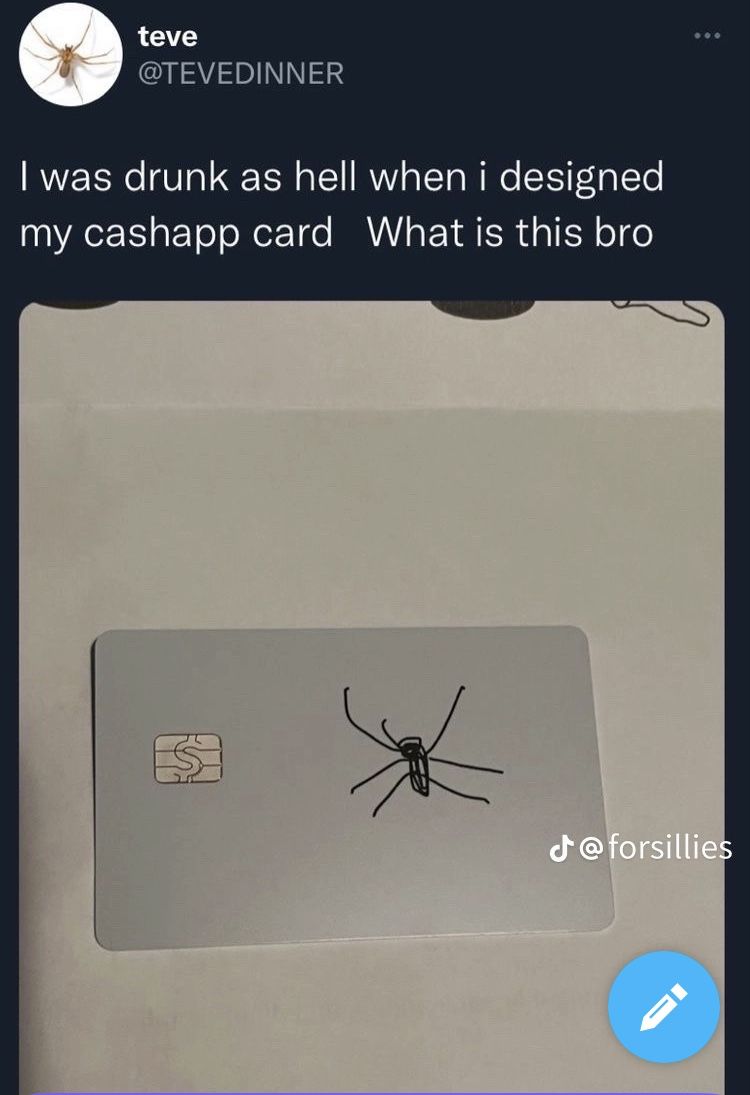 teve
@TEVEDINNER
I was drunk as hell when i designed
my cashapp card   What is this bro
@forsillies